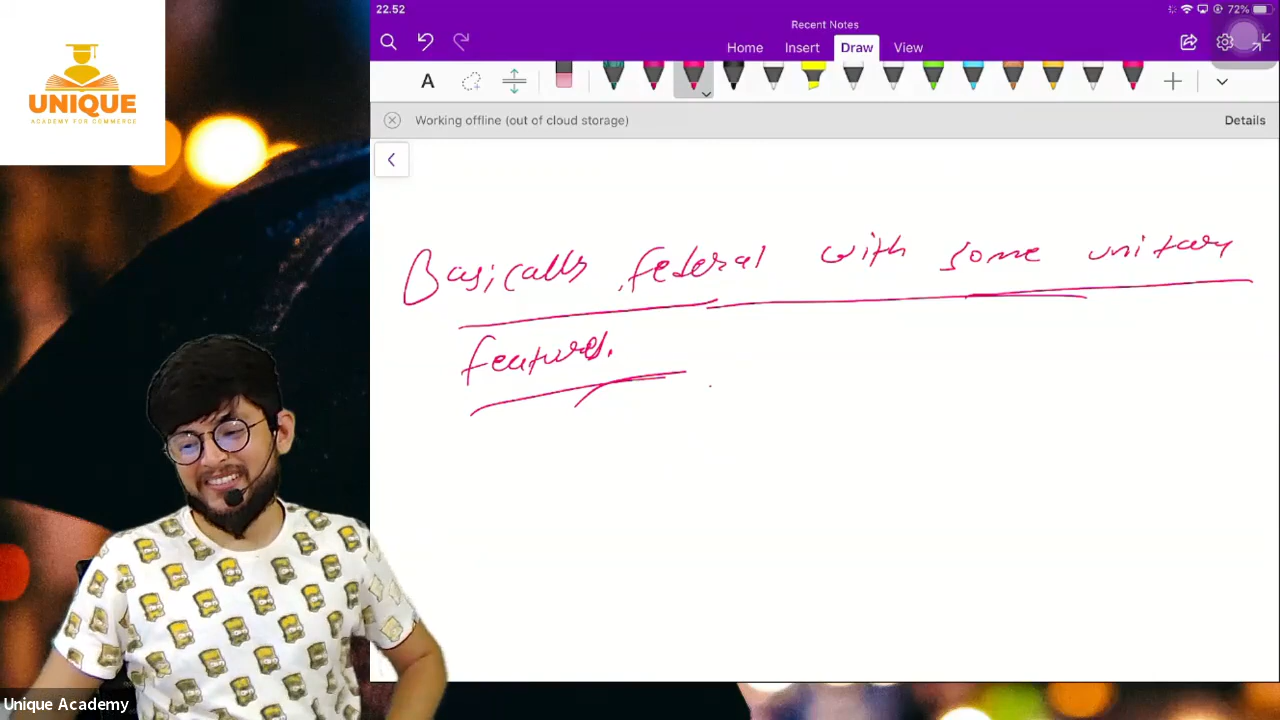 22.52
72%
Recent Notes
Home Insert Draw View
A
Working offline (out of cloud storage)
Details
UNIQUE
ACADEMY FOR COMMERCE
Basically federal with some unitary
features.
Unique Academy